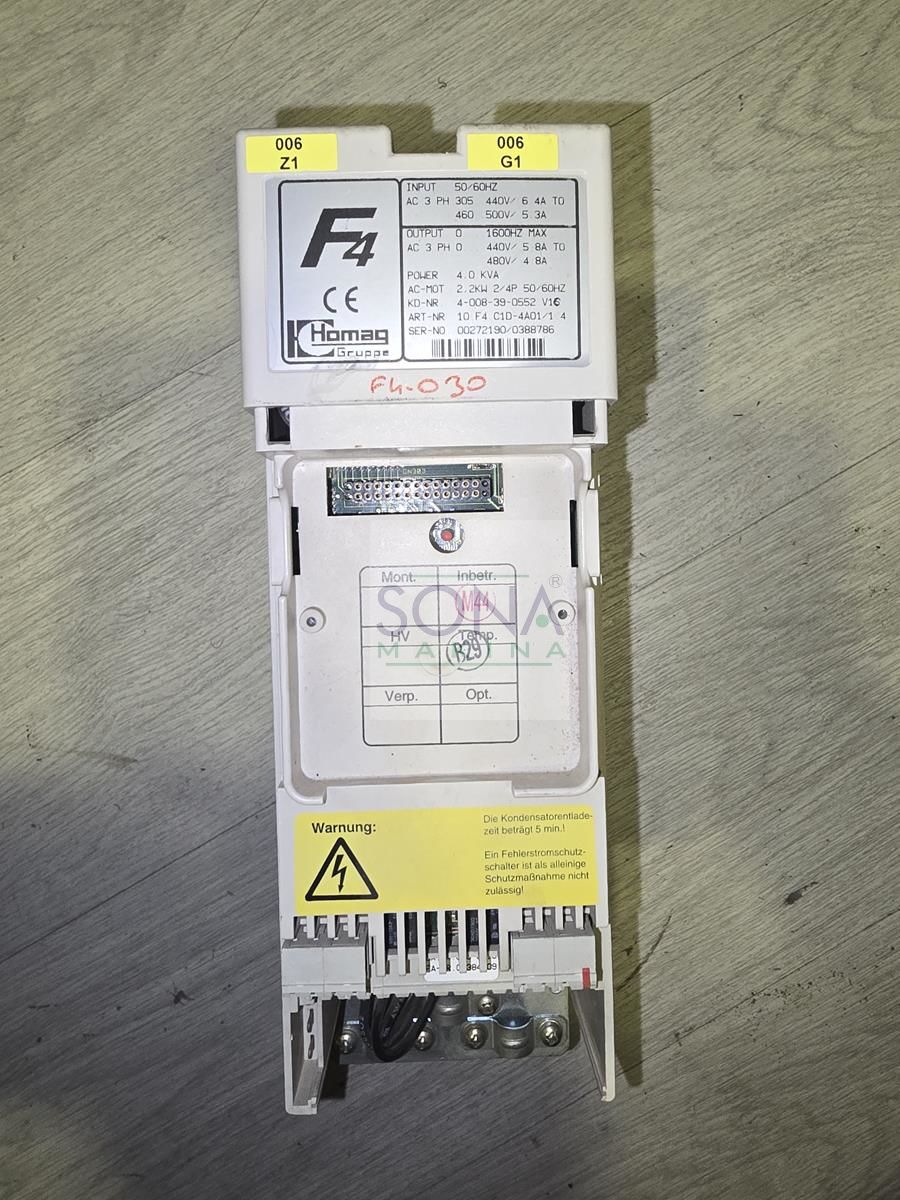 006
Z1
006
G1
F4
CE
Homag
Gruppe
INPUT 50/60HZ
AC 3 PH 305 440V/ 6 4A TO
460 500V/ 5.3A
OUTPUT 0 1600HZ MAX
AC 3 PH 0 440V/ 5 8A TO
480V/ 4 8A
POWER 4.0 KVA
AC-MOT 2.2KW 2/4P 50/60HZ
KD-NR 4-008-39-0552
ART-NR 10 F4 C1D-4A01/1 4
SER-NO 00272190/0388786
F4-030
CN303
Mont. Inbetr.
M44
SONA ®
HV Temp.
MAKINA
B29
Verp. Opt.
Warnung:
Die Kondensatorentlade-
zeit beträgt 5 min.!
Ein Fehlerstromschutz-
schalter ist als alleinige
Schutzmaßnahme nicht
zulässig!